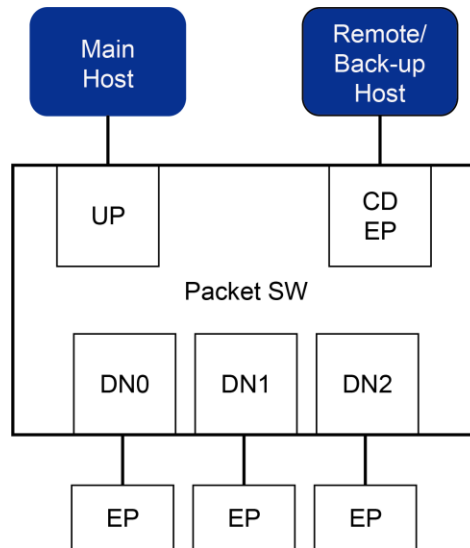 Main
Host
Remote/
Back-up
Host
UP
CD
EP
Packet SW
DN0
DN1
DN2
EP
EP
EP